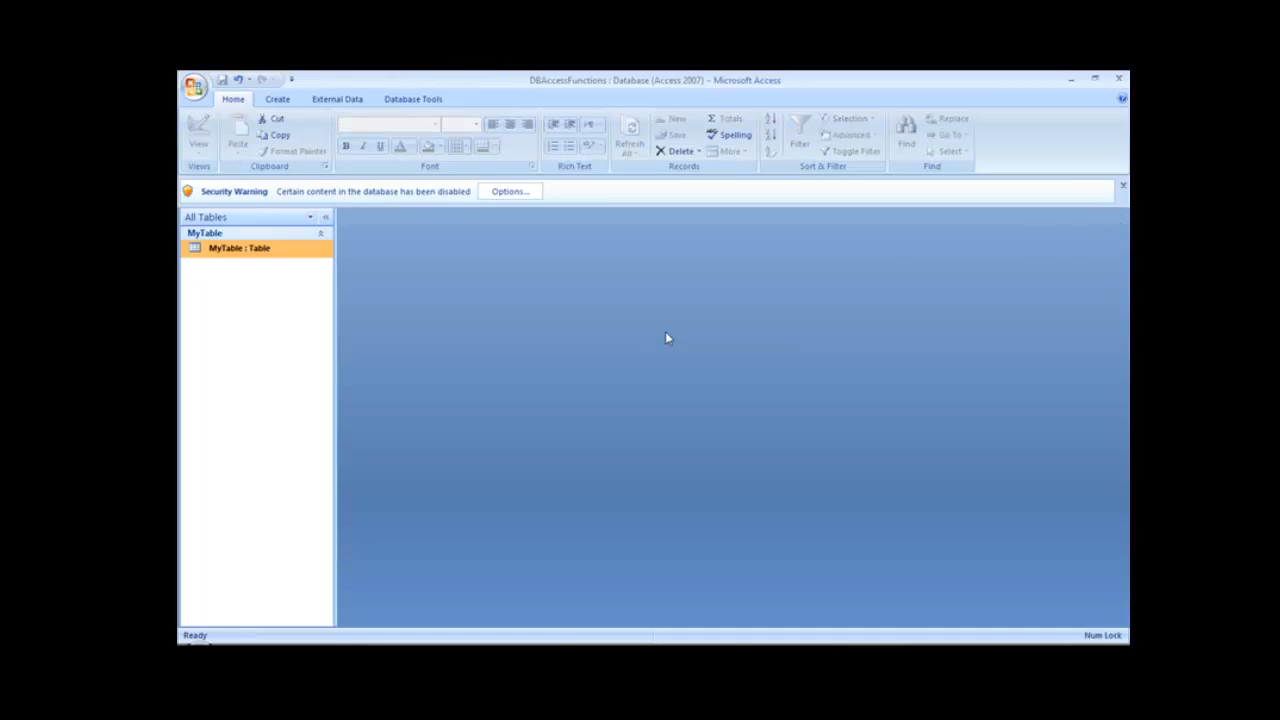 DBAccessFunctions : Database (Access 2007) - Microsoft Access
Home Create External Data Database Tools
Cut
Copy
Format Painter
View
Paste
B I U A
Refresh All
New
Save
Delete
Totals
Spelling
More
Filter
Selection
Advanced
Toggle Filter
Find
Replace
Go To
Select
Views Clipboard Font Rich Text Records Sort & Filter Find
Security Warning Certain content in the database has been disabled Options...
All Tables
MyTable
MyTable : Table
Ready Num Lock